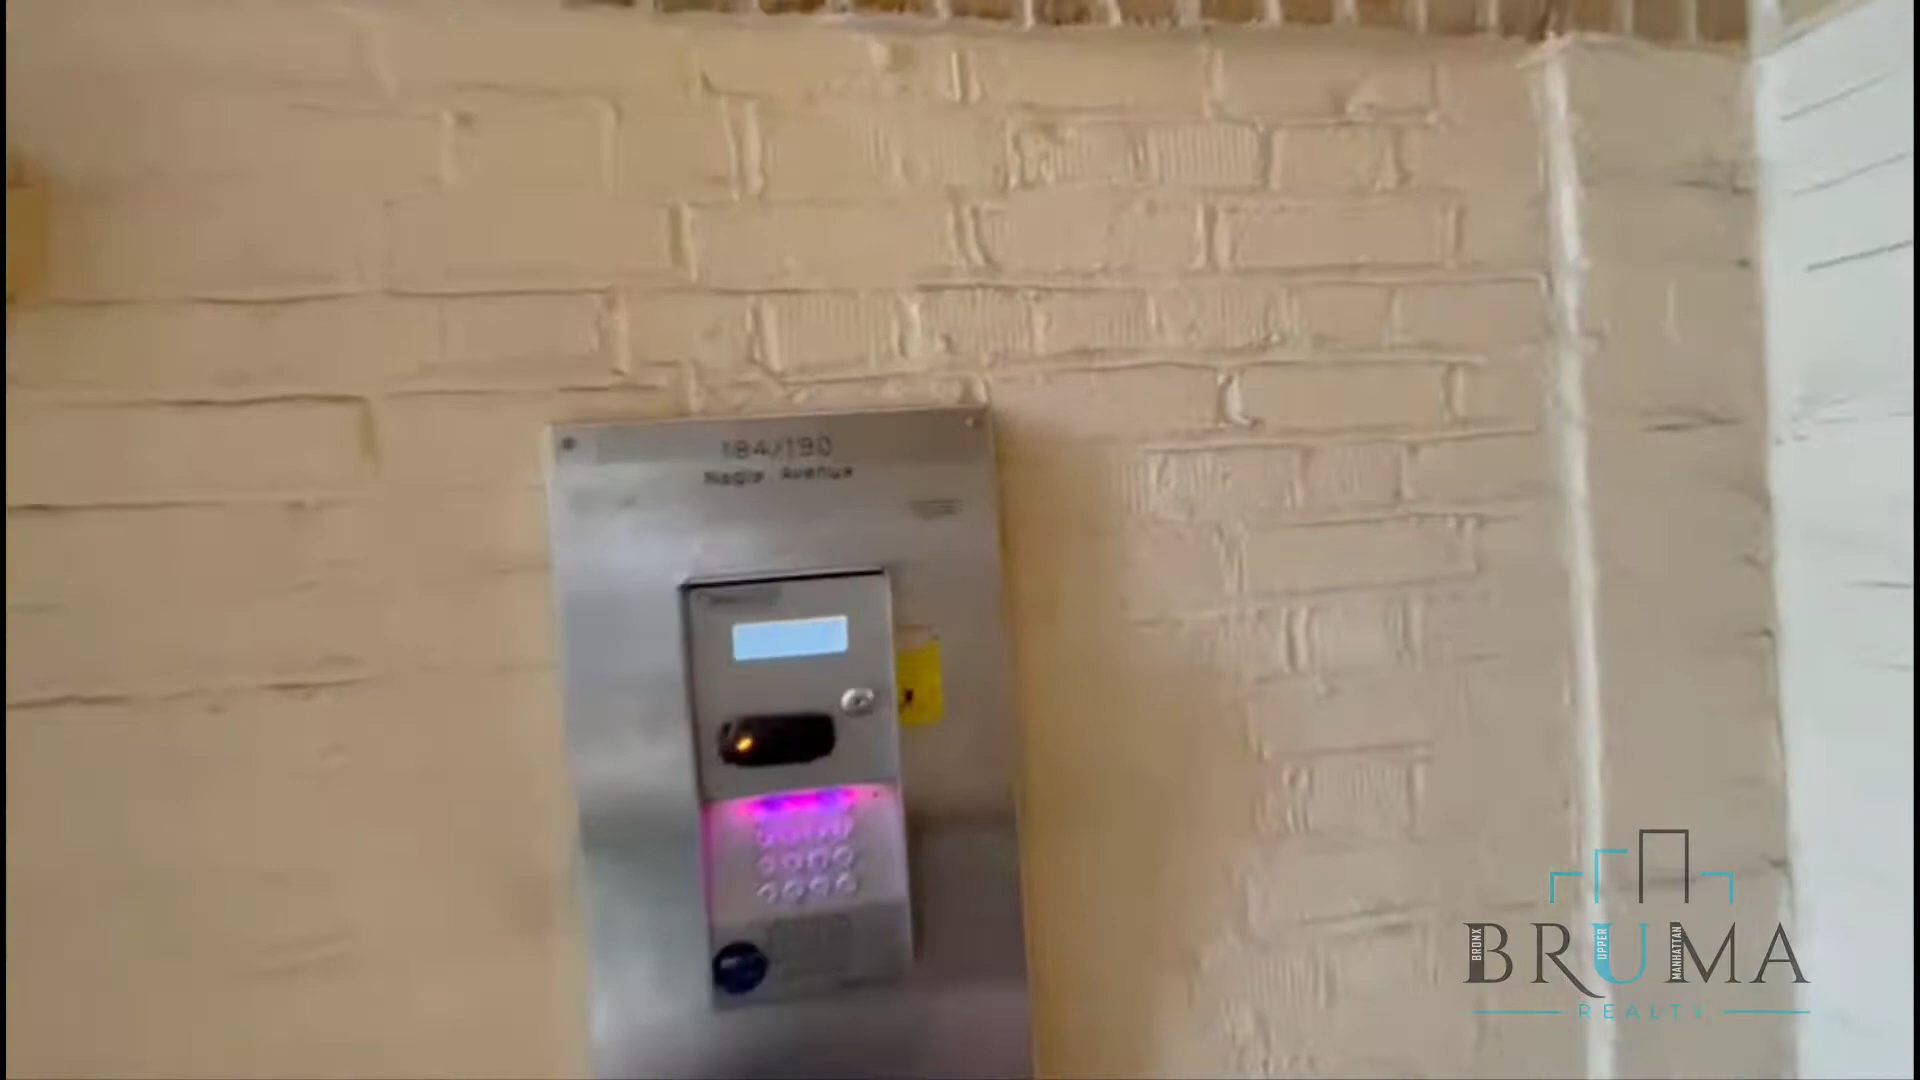 184/190
Nagle Avenue
BRUMA
BRONX
UPPER
MANHATTAN
REALTY